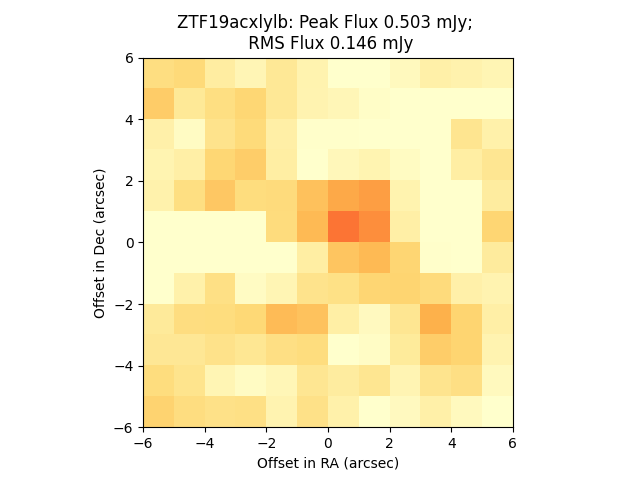 ZTF19acxlylb: Peak Flux 0.503 mJy;
RMS Flux 0.146 mJy
6
4
2
0
−2
−4
−6
−6 −4 −2 0 2 4 6
Offset in Dec (arcsec)
Offset in RA (arcsec)